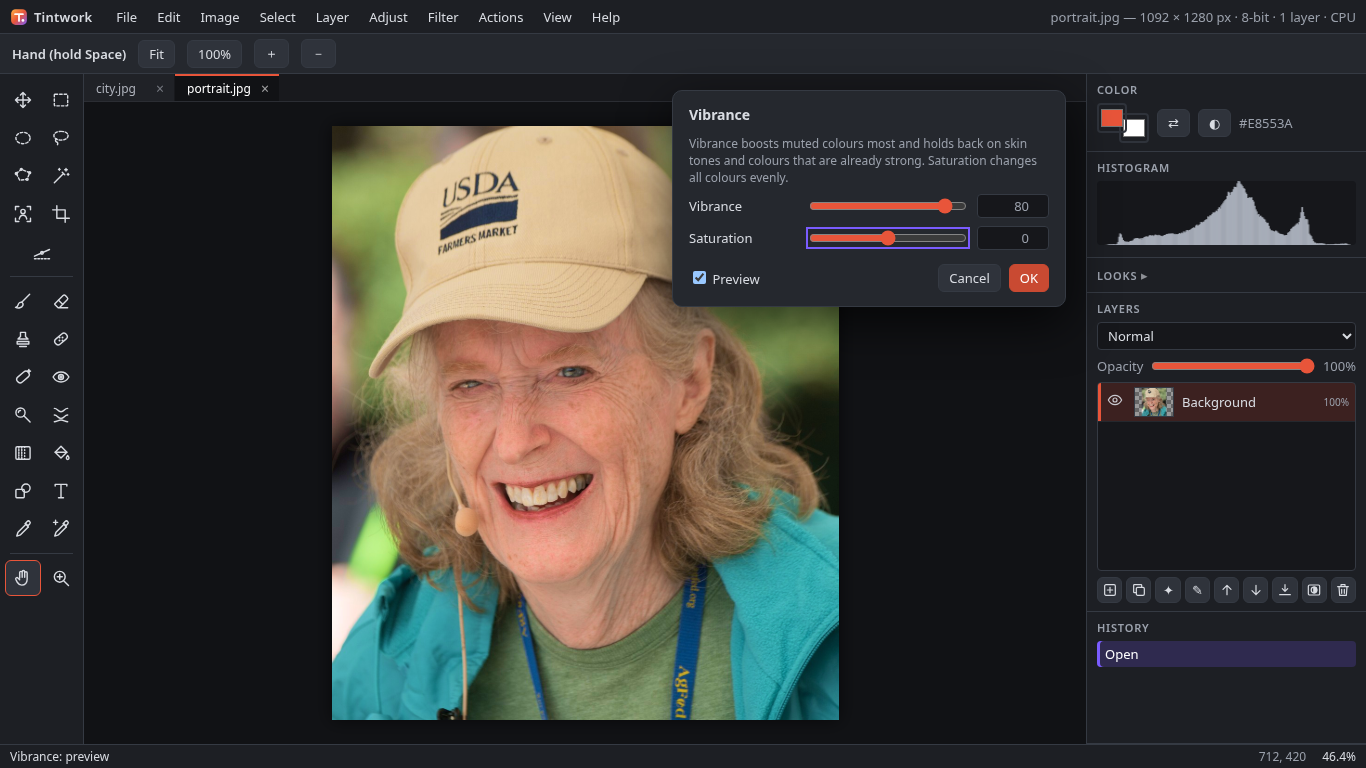 Tintwork File Edit Image Select Layer Adjust Filter Actions View Help portrait.jpg — 1092 × 1280 px · 8-bit · 1 layer · CPU
Hand (hold Space) Fit 100% + −
city.jpg × portrait.jpg ×
USDA
FARMERS MARKET
AgFed
Vibrance
Vibrance boosts muted colours most and holds back on skin
tones and colours that are already strong. Saturation changes
all colours evenly.
Vibrance 80
Saturation 0
Preview Cancel OK
COLOR
#E8553A
HISTOGRAM
LOOKS ▸
LAYERS
Normal
Opacity 100%
Background 100%
HISTORY
Open
Vibrance: preview 712, 420 46.4%